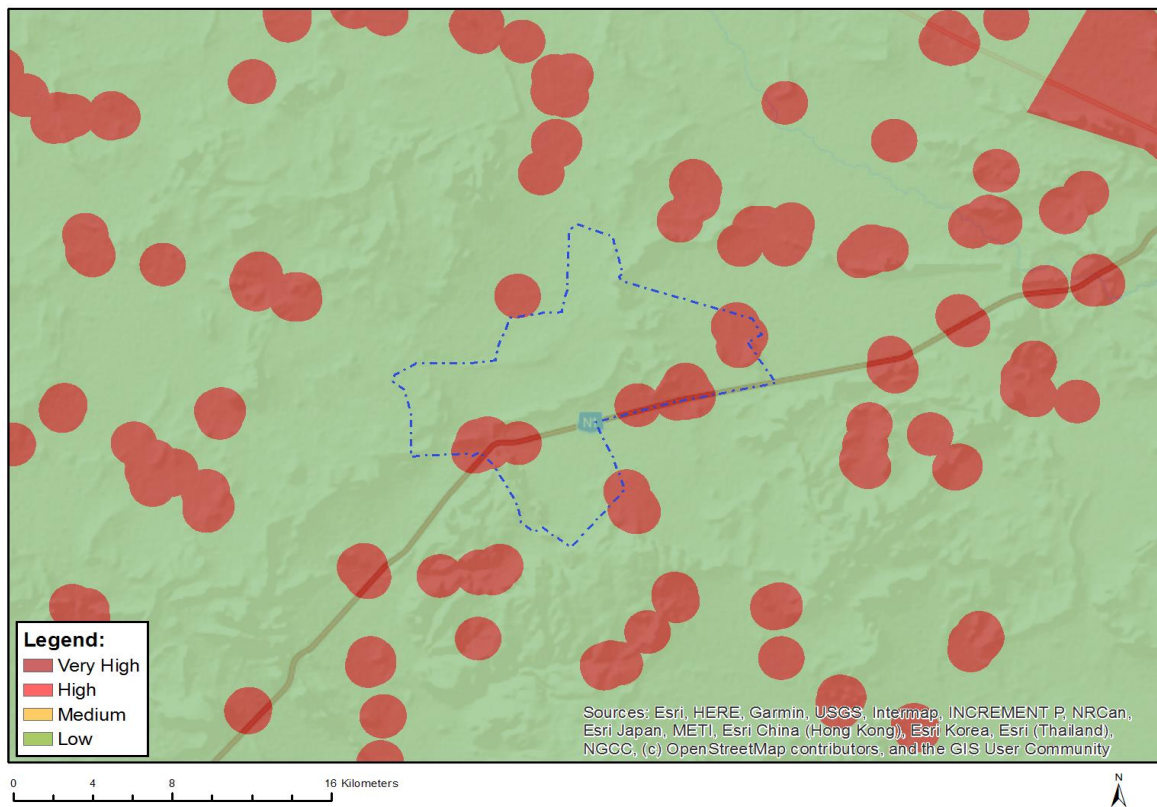 Legend:
Very High
High
Medium
Low
Sources: Esri, HERE, Garmin, USGS, Intermap, INCREMENT P, NRCan,
Esri Japan, METI, Esri China (Hong Kong), Esri Korea, Esri (Thailand),
NGCC, (c) OpenStreetMap contributors, and the GIS User Community
0 4 8 16 Kilometers
N